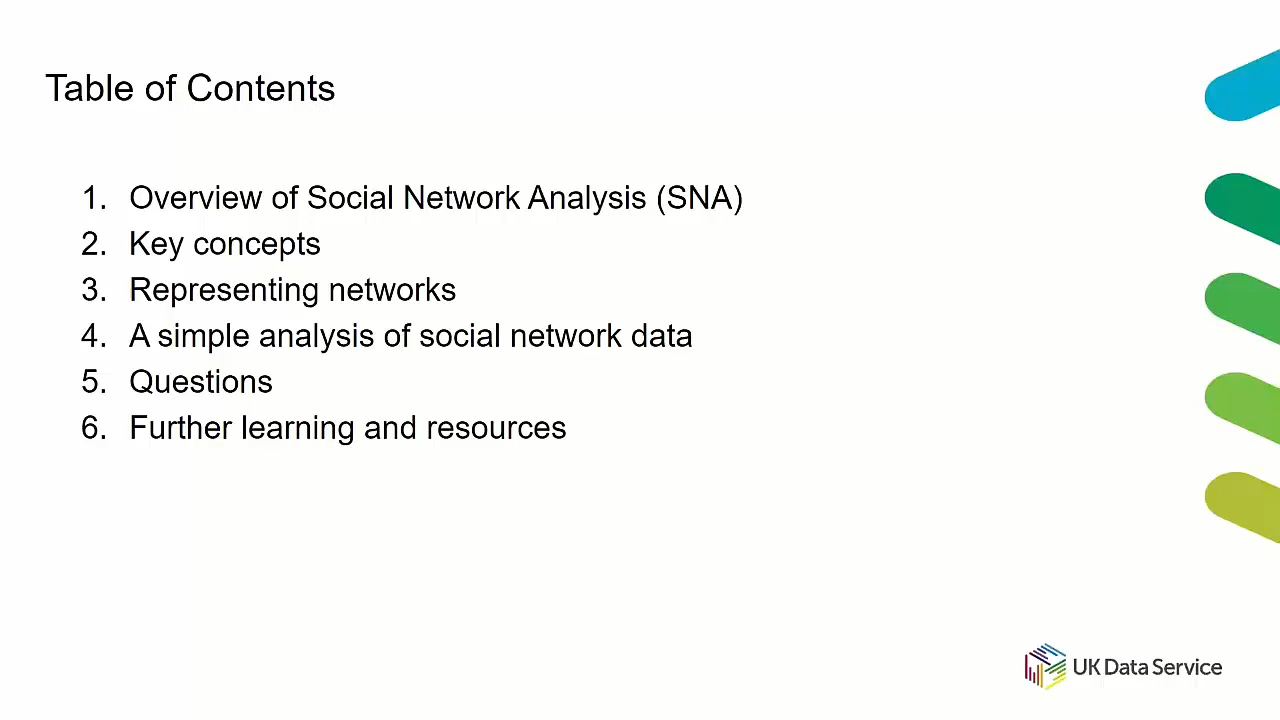 Table of Contents
1. Overview of Social Network Analysis (SNA)
2. Key concepts
3. Representing networks
4. A simple analysis of social network data
5. Questions
6. Further learning and resources
UK Data Service